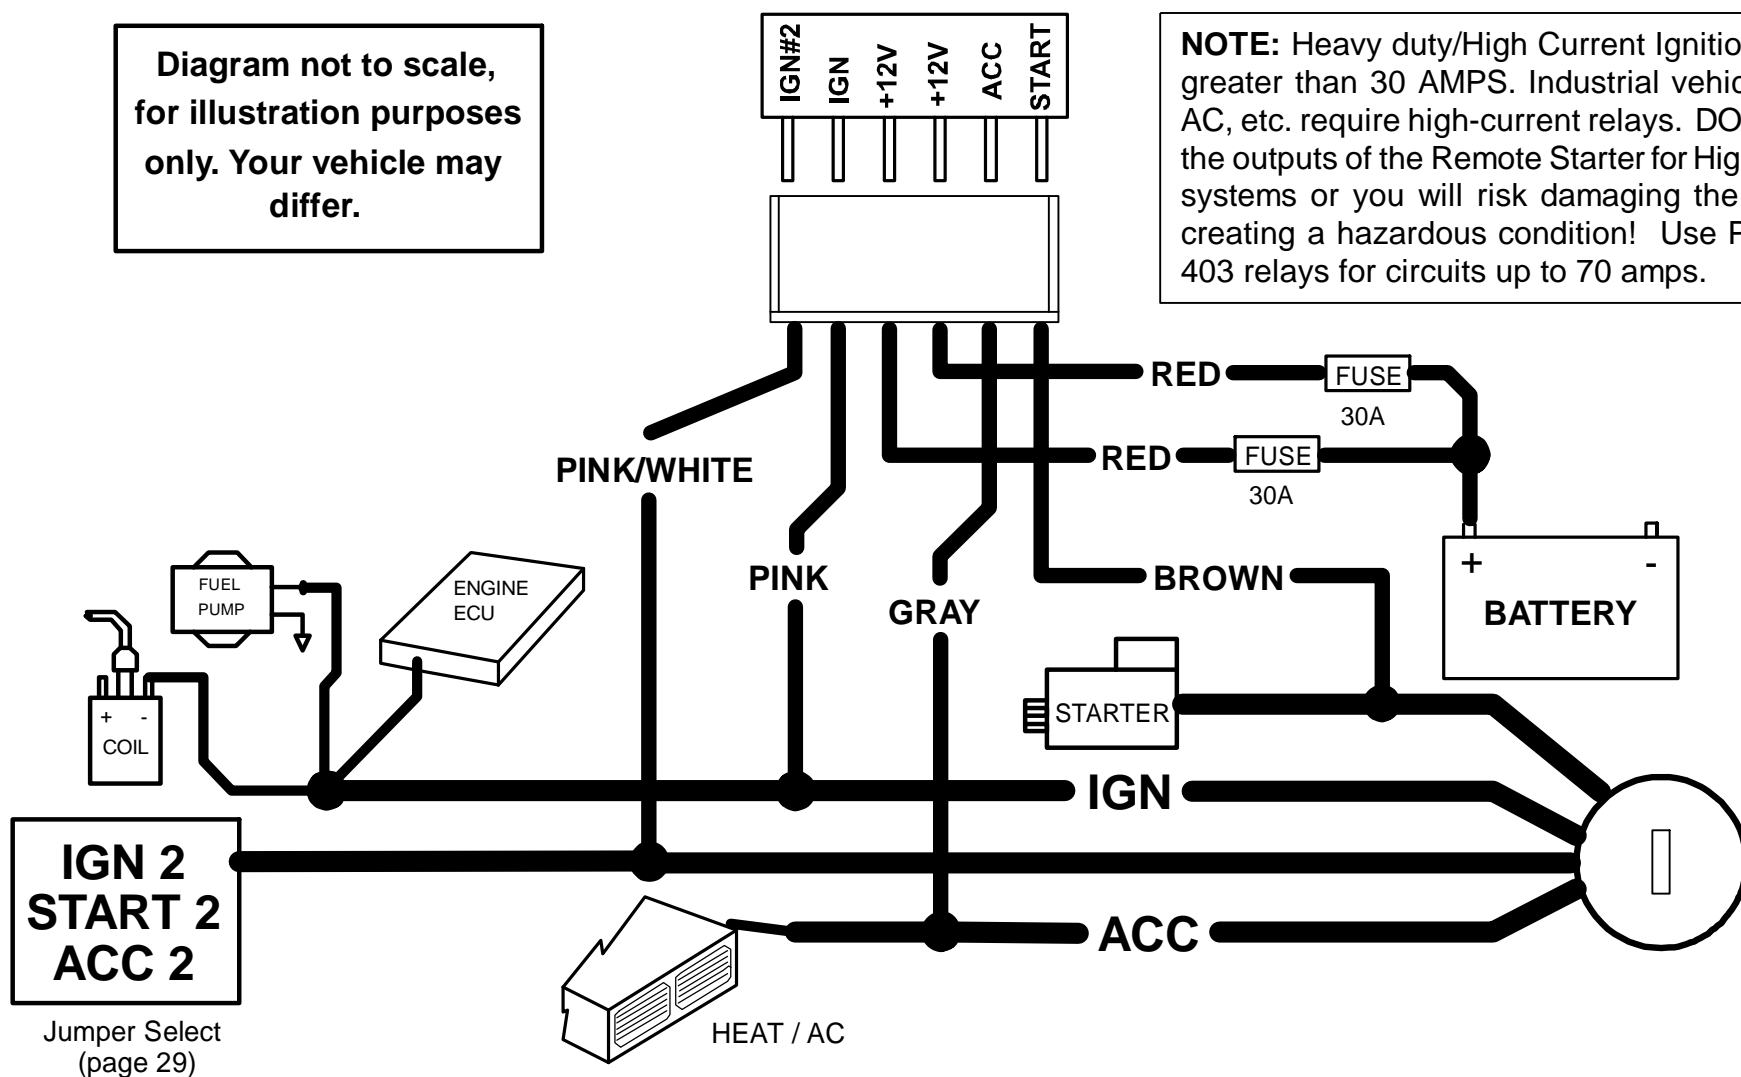 Diagram not to scale,
for illustration purposes
only. Your vehicle may
differ.
IGN#2
IGN
+12V
+12V
ACC
START
NOTE: Heavy duty/High Current
greater than 30 AMPS. Industrial
AC, etc. require high-current relays. DO
the outputs of the Remote Starter for
systems or you will risk damaging the
creating a hazardous condition! Use
403 relays for circuits up to 70 amps.
RED
FUSE
30A
RED
FUSE
30A
PINK/WHITE
PINK
GRAY
BROWN
+ -
BATTERY
FUEL
PUMP
ENGINE
ECU
+ -
COIL
STARTER
IGN
IGN 2
START 2
ACC 2
ACC
Jumper Select
(page 29)
HEAT / AC